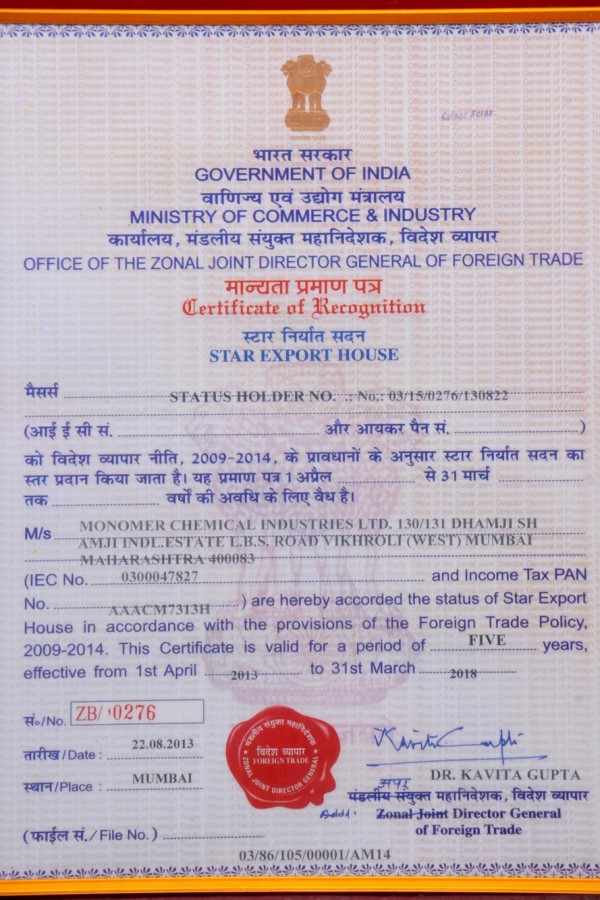 भारत सरकार
GOVERNMENT OF INDIA
वाणिज्य एवं उद्योग मंत्रालय
MINISTRY OF COMMERCE & INDUSTRY
कार्यालय, मंडलीय संयुक्त महानिदेशक, विदेश व्यापार
OFFICE OF THE ZONAL JOINT DIRECTOR GENERAL OF FOREIGN TRADE
मान्यता प्रमाण पत्र
Certificate of Recognition
स्टार निर्यात सदन
STAR EXPORT HOUSE
मैसर्स STATUS HOLDER NO. .: No.: 03/15/0276/130822
(आई ई सी सं. और आयकर पैन सं. )
को विदेश व्यापार नीति, 2009-2014, के प्रावधानों के अनुसार स्टार निर्यात सदन का
स्तर प्रदान किया जाता है। यह प्रमाण पत्र 1 अप्रैल से 31 मार्च
तक वर्षों की अवधि के लिए वैध है।
M/s MONOMER CHEMICAL INDUSTRIES LTD. 130/131 DHAMJI SH
AMJI INDL.ESTATE L.B.S. ROAD VIKHROLI (WEST) MUMBAI
MAHARASHTRA 400083
(IEC No. 0300047827 and Income Tax PAN
No. AAACM7313H ) are hereby accorded the status of Star Export
House in accordance with the provisions of the Foreign Trade Policy,
2009-2014. This Certificate is valid for a period of FIVE years,
effective from 1st April 2013 to 31st March 2018
सं॰/No. ZB/ 0276
तारीख/Date : 22.08.2013
स्थान/Place : MUMBAI
(फाईल सं./File No.)
03/86/105/00001/AM14
मंडलीय संयुक्त महानिदेशक
विदेश व्यापार
FOREIGN TRADE
ZONAL JOINT DIRECTOR GENERAL
Kavita Gupta
DR. KAVITA GUPTA
अपर
मंडलीय संयुक्त महानिदेशक, विदेश व्यापार
Addl. Zonal Joint Director General
of Foreign Trade